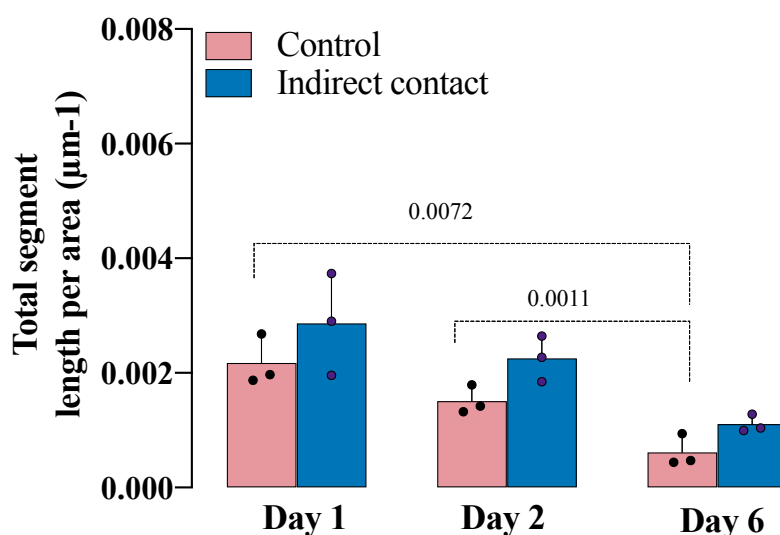 0.008
0.006
0.004
0.002
0.000
Total segment
length per area (μm-1)
Control
Indirect contact
0.0072
0.0011
Day 1
Day 2
Day 6